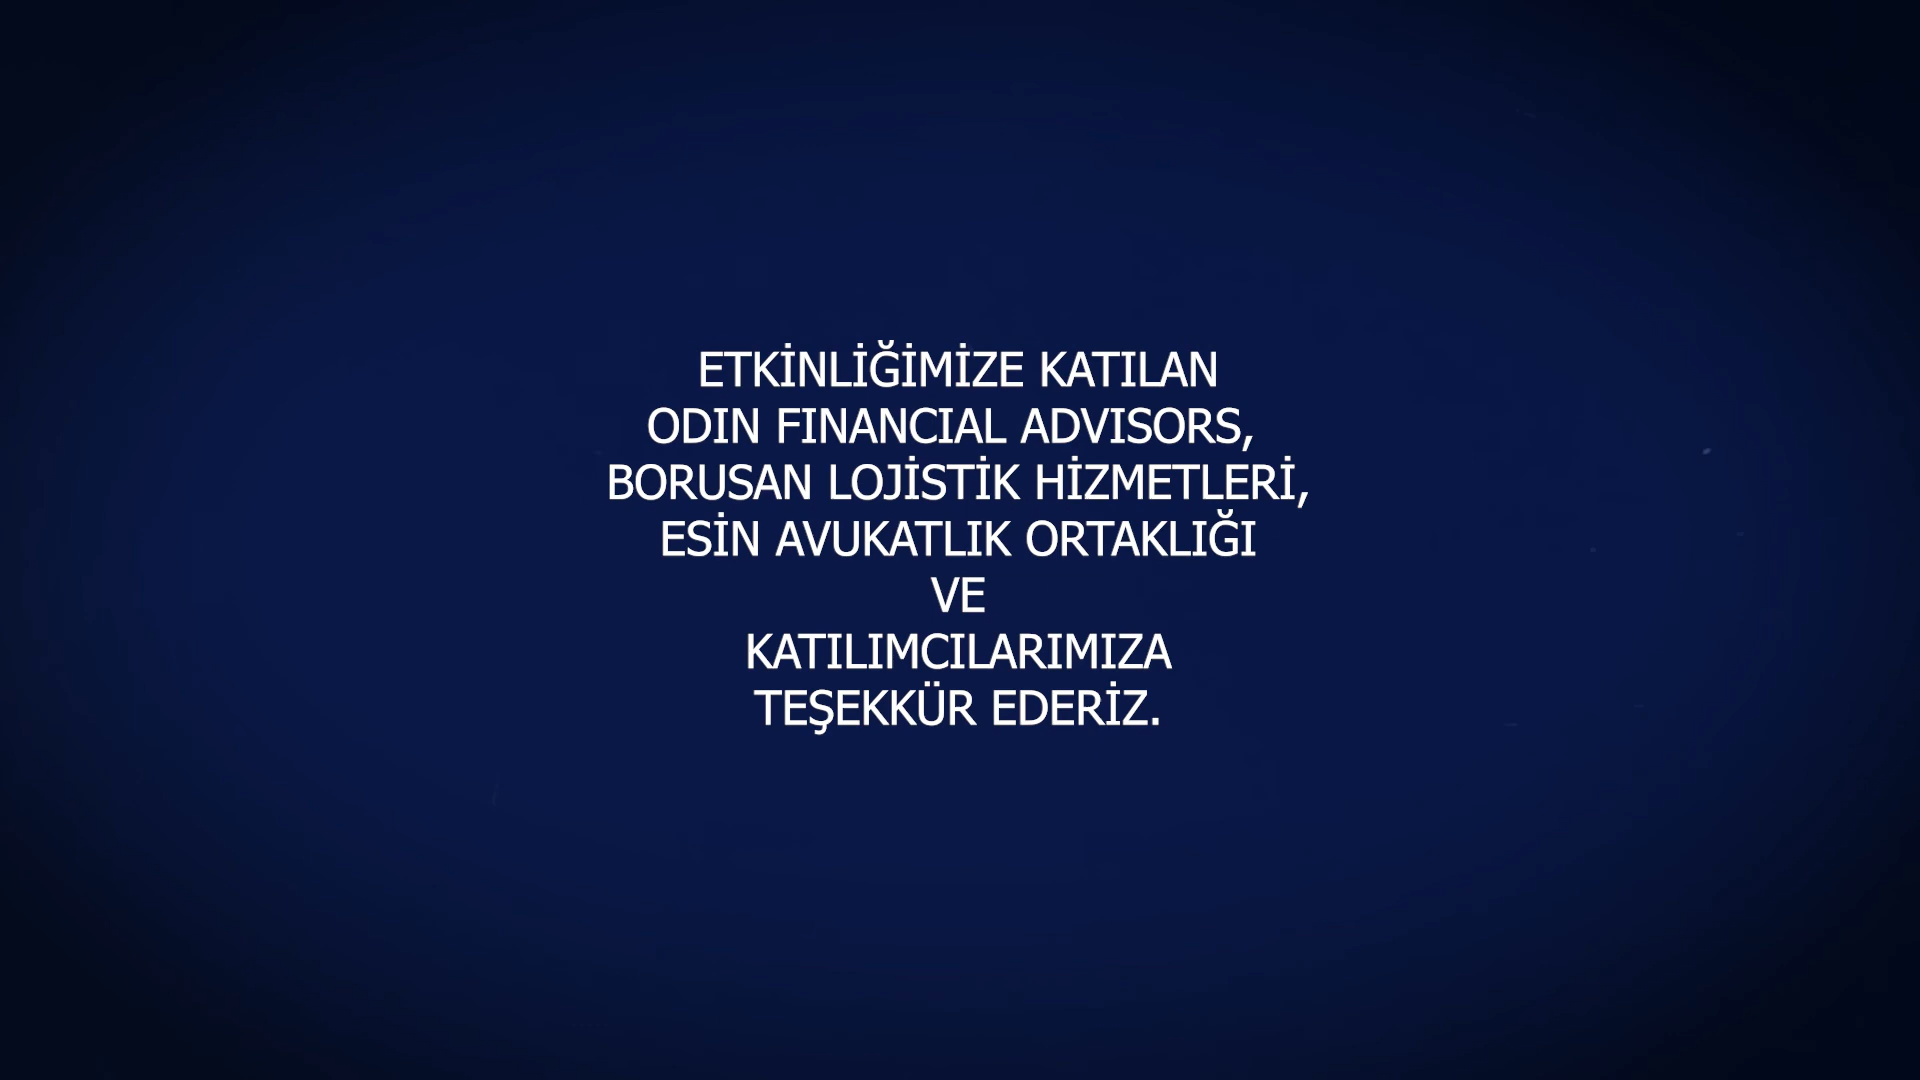 ETKİNLİĞİMİZE KATILAN
ODIN FINANCIAL ADVISORS,
BORUSAN LOJİSTİK HİZMETLERİ,
ESİN AVUKATLIK ORTAKLIĞI
VE
KATILIMCILARIMIZA
TEŞEKKÜR EDERİZ.